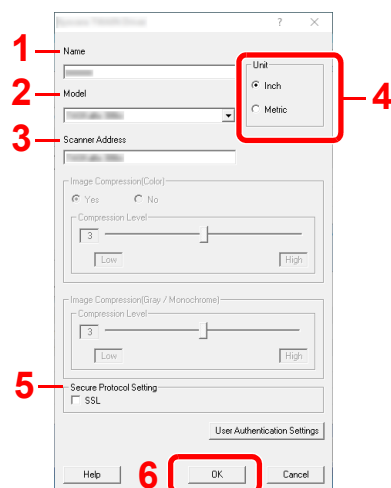 ? ×
1
Name
Unit
Inch
2
Model
Metric
4
3
Scanner Address
Image Compression(Color)
Yes No
Compression Level
3
Low High
Image Compression(Gray / Monochrome)
Compression Level
3
Low High
5
Secure Protocol Setting
SSL
User Authentication Settings
6
Help OK Cancel